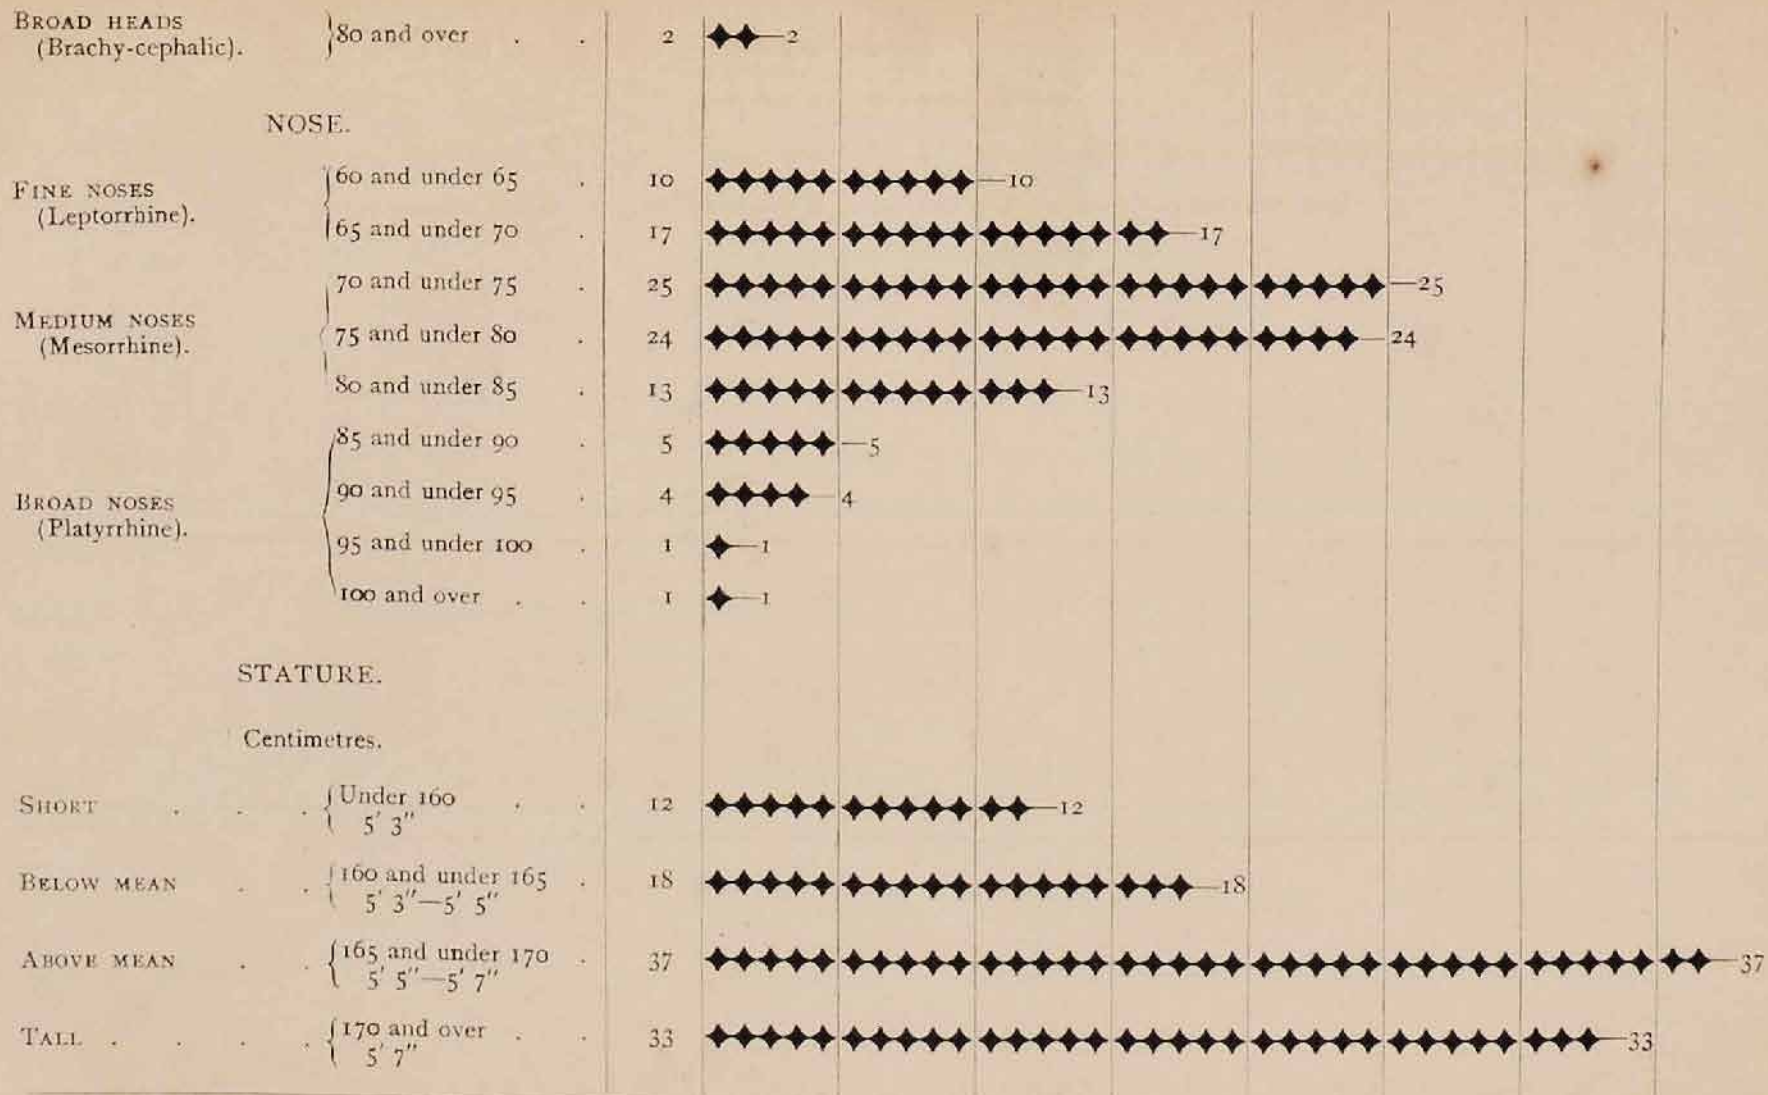 BROAD HEADS (Brachy-cephalic). 80 and over . . 2 2
NOSE.
FINE NOSES (Leptorrhine).
60 and under 65 . 10 10
65 and under 70 . 17 17
MEDIUM NOSES (Mesorrhine).
70 and under 75 . 25 25
75 and under 80 . 24 24
80 and under 85 . 13 13
BROAD NOSES (Platyrrhine).
85 and under 90 . 5 5
90 and under 95 . 4 4
95 and under 100 . 1 1
100 and over . . 1 1
STATURE.
Centimetres.
SHORT . . . Under 160 . . 12 12
5' 3"
BELOW MEAN . . 160 and under 165 . 18 18
5' 3"—5' 5"
ABOVE MEAN . . 165 and under 170 . 37 37
5' 5"—5' 7"
TALL . . . . 170 and over . . 33 33
5' 7"